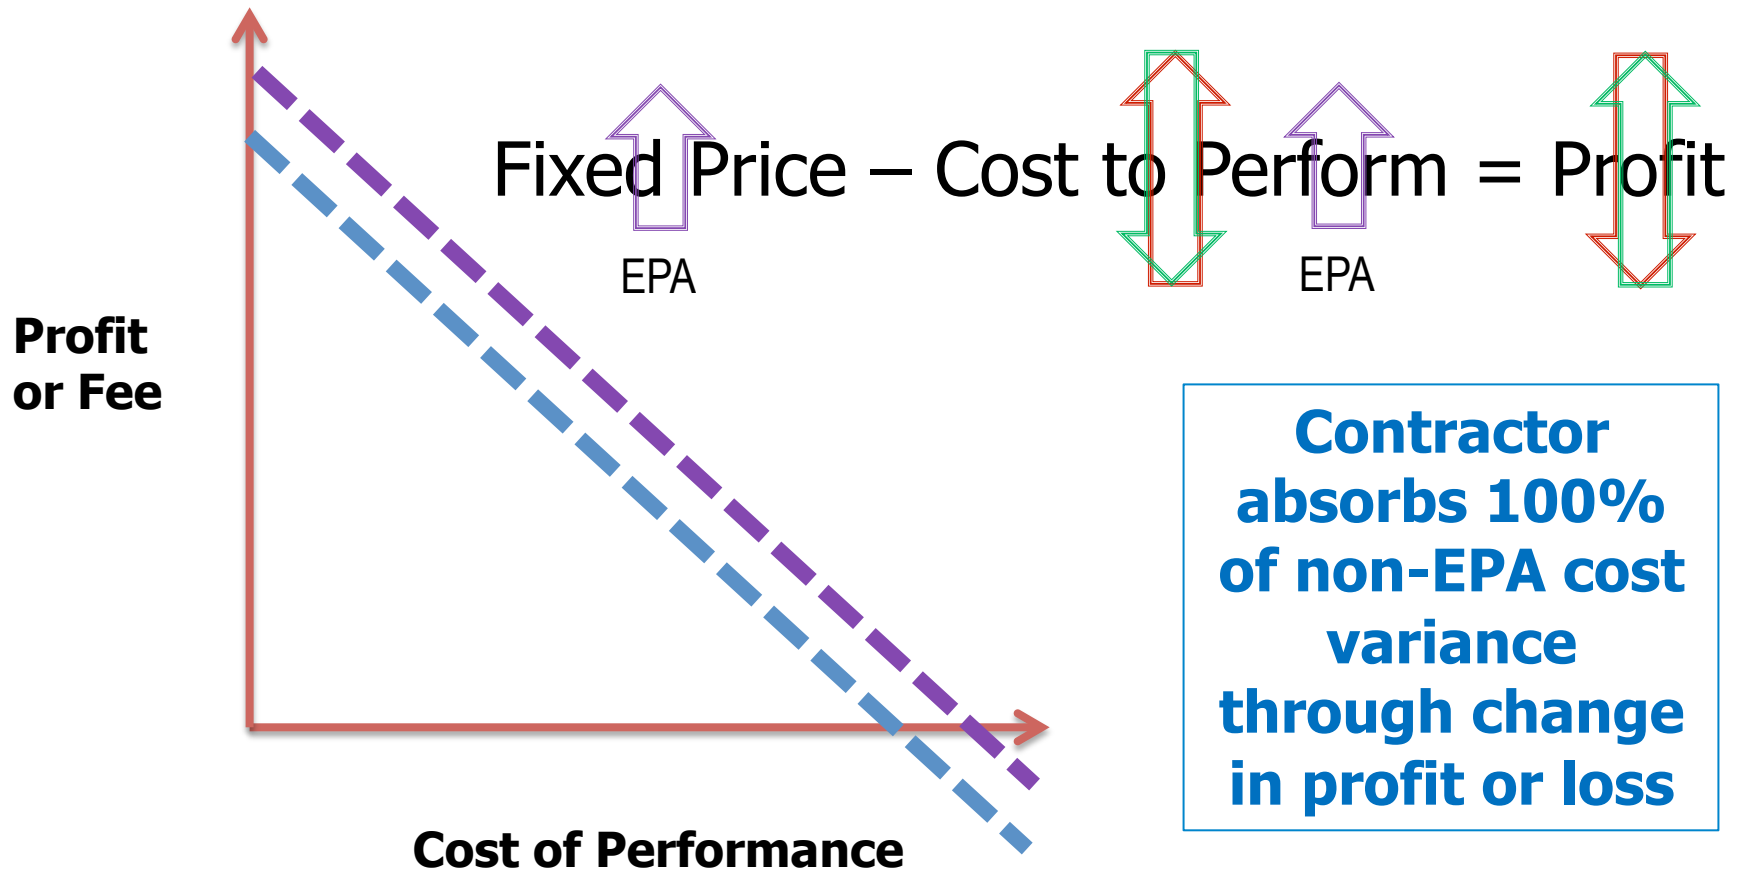 Fixed Price – Cost to Perform = Profit
EPA
EPA
Profit
or Fee
Contractor
absorbs 100%
of non-EPA cost
variance
through change
in profit or loss
Cost of Performance